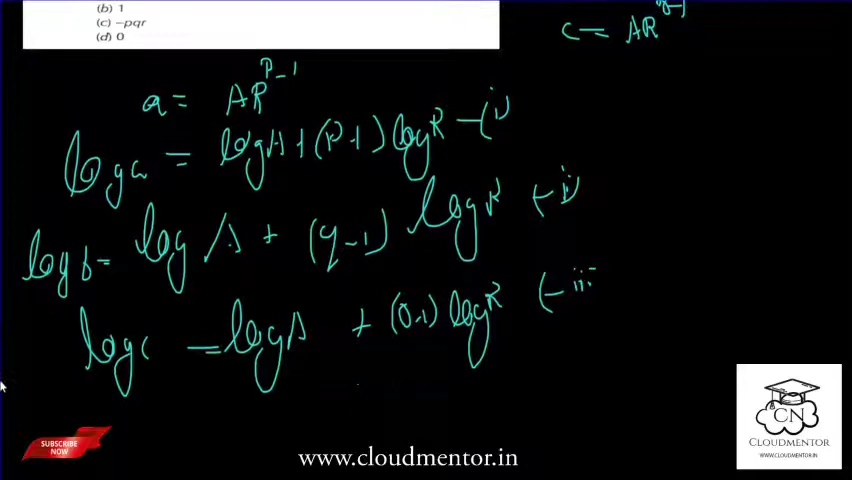 (b) 1
(c) -pqr
(d) 0
c = AR
a = AR^{p-1}
log a = log A + (p-1) log R -(i)
log b = log A + (q-1) log R (-ii
log c = log A + (r-1) log R (-iii
SUBSCRIBE
NOW
www.cloudmentor.in
CN
CLOUDMENTOR
WWW.CLOUDMENTOR.IN